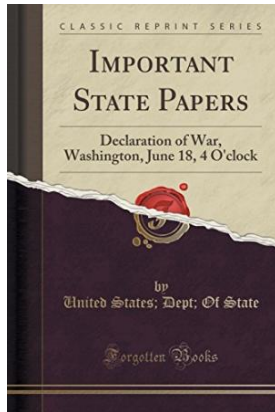 CLASSIC REPRINT SERIES
IMPORTANT
STATE PAPERS
Declaration of War,
Washington, June 18, 4 O'clock
by
United States; Dept; Of State
Forgotten Books